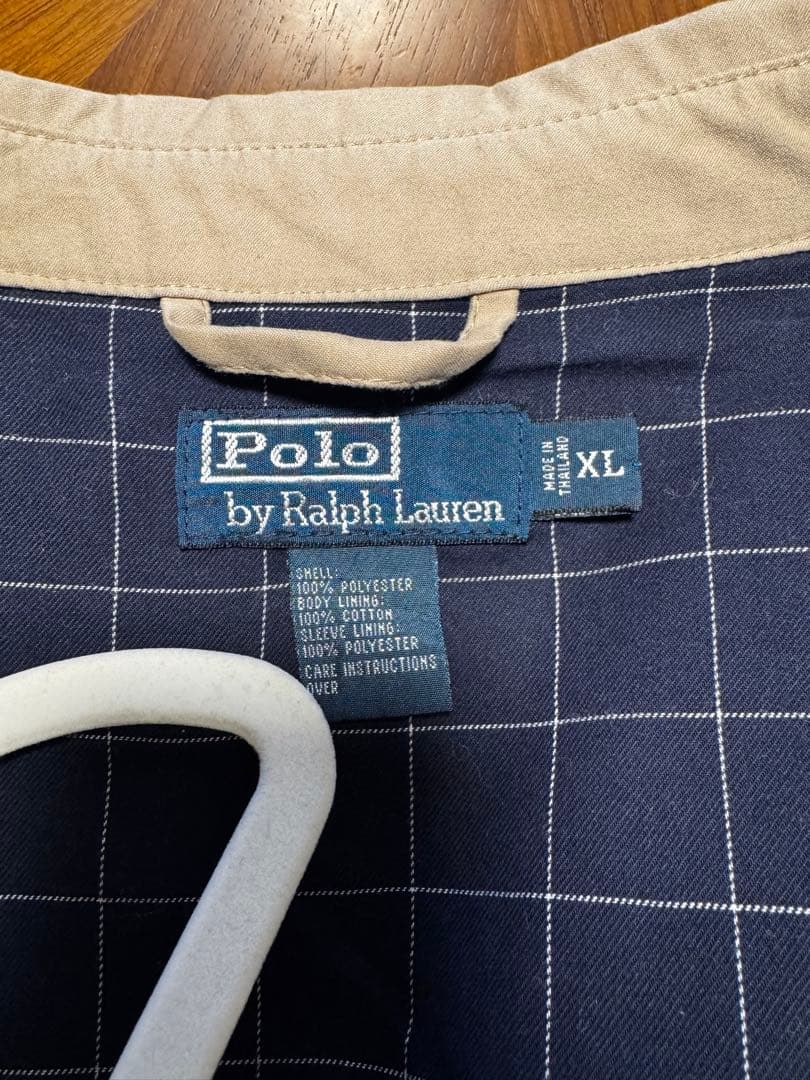 Polo
by Ralph Lauren
MADE IN
THAILAND
XL
SHELL:
100% POLYESTER
BODY LINING:
100% COTTON
SLEEVE LINING:
100% POLYESTER
CARE INSTRUCTIONS
OVER